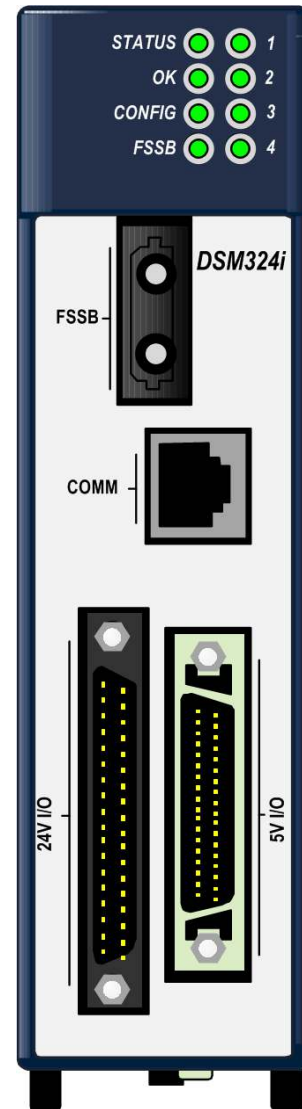 STATUS 1
OK 2
CONFIG 3
FSSB 4
DSM324i
FSSB
COMM
24V I/O
5V I/O